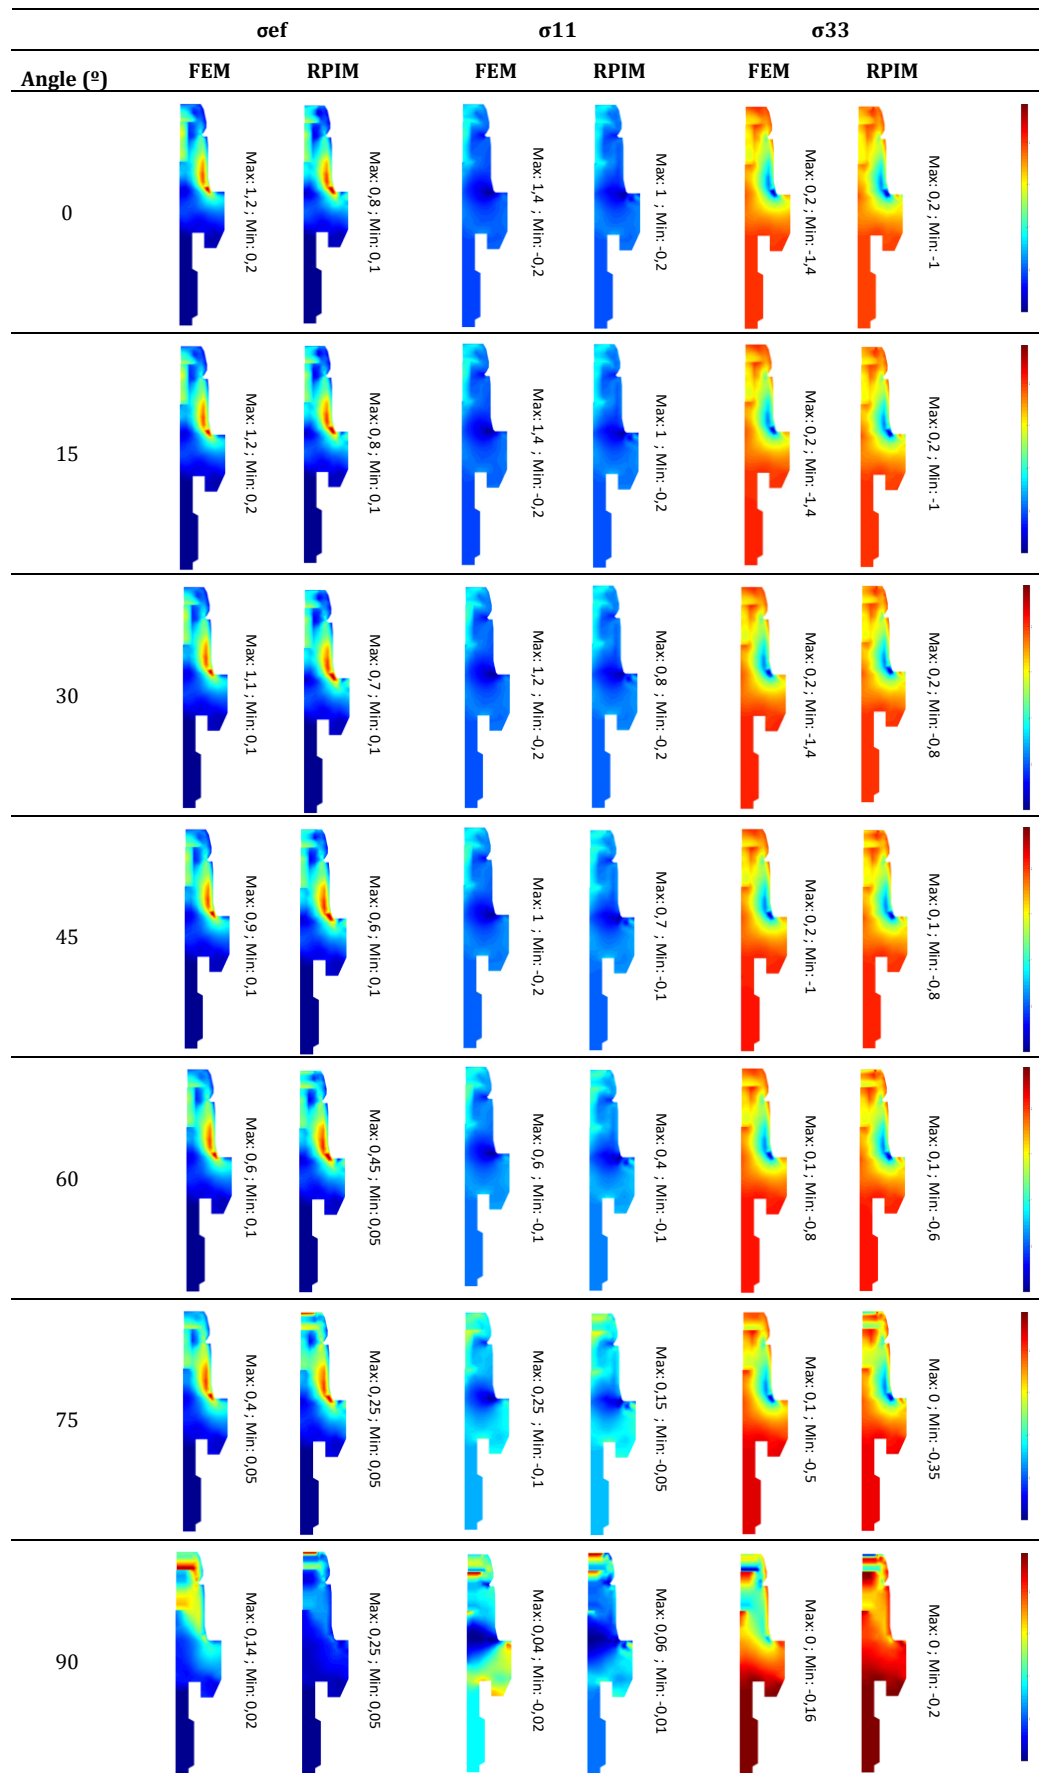 σef σ11 σ33
Angle (º) FEM RPIM FEM RPIM FEM RPIM
0
Max: 1,2 ; Min: 0,2
Max: 0,8 ; Min: 0,1
Max: 1,4 ; Min: -0,2
Max: 1 ; Min: -0,2
Max: 0,2 ; Min: -1,4
Max: 0,2 ; Min: -1
15
Max: 1,2 ; Min: 0,2
Max: 0,8 ; Min: 0,1
Max: 1,4 ; Min: -0,2
Max: 1 ; Min: -0,2
Max: 0,2 ; Min: -1,4
Max: 0,2 ; Min: -1
30
Max: 1,1 ; Min: 0,1
Max: 0,7 ; Min: 0,1
Max: 1,2 ; Min: -0,2
Max: 0,8 ; Min: -0,2
Max: 0,2 ; Min: -1,4
Max: 0,2 ; Min: -0,8
45
Max: 0,9 ; Min: 0,1
Max: 0,6 ; Min: 0,1
Max: 1 ; Min: -0,2
Max: 0,7 ; Min: -0,1
Max: 0,2 ; Min: -1
Max: 0,1 ; Min: -0,8
60
Max: 0,6 ; Min: 0,1
Max: 0,45 ; Min: 0,05
Max: 0,6 ; Min: -0,1
Max: 0,4 ; Min: -0,1
Max: 0,1 ; Min: -0,8
Max: 0,1 ; Min: -0,6
75
Max: 0,4 ; Min: 0,05
Max: 0,25 ; Min: 0,05
Max: 0,25 ; Min: -0,1
Max: 0,15 ; Min: -0,05
Max: 0,1 ; Min: -0,5
Max: 0 ; Min: -0,35
90
Max: 0,14 ; Min: 0,02
Max: 0,25 ; Min: 0,05
Max: 0,04 ; Min: -0,02
Max: 0,06 ; Min: -0,01
Max: 0 ; Min: -0,16
Max: 0 ; Min: -0,2